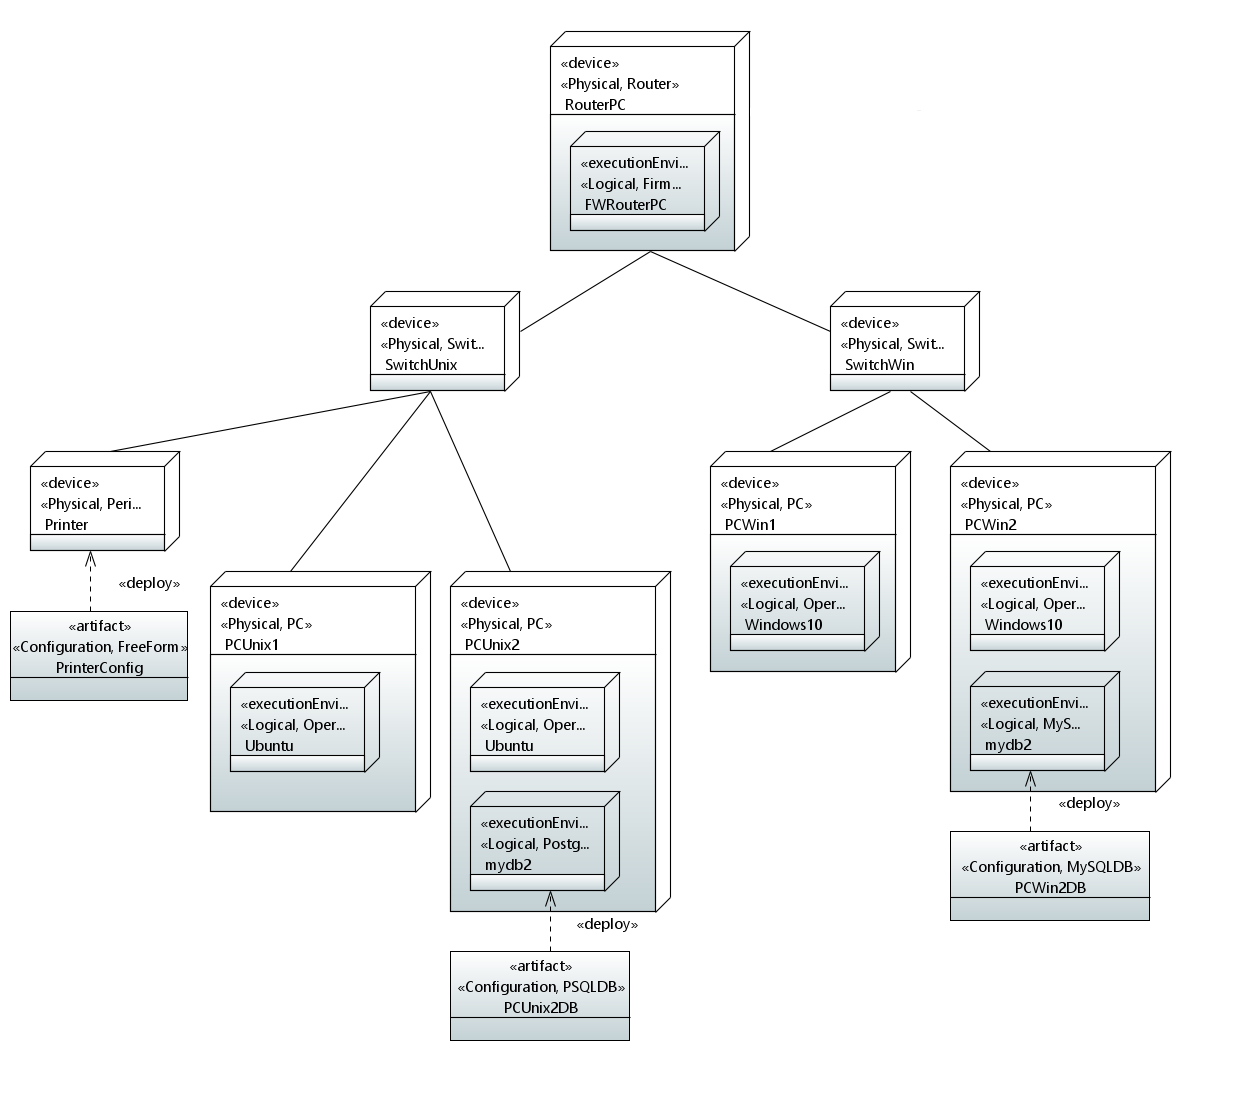 «device»
«Physical, Router»
RouterPC
«executionEnvi...
«Logical, Firm...
FWRouterPC
«device»
«Physical, Swit...
SwitchUnix
«device»
«Physical, Swit...
SwitchWin
«device»
«Physical, Peri...
Printer
«deploy»
«artifact»
«Configuration, FreeForm»
PrinterConfig
«device»
«Physical, PC»
PCUnix1
«executionEnvi...
«Logical, Oper...
Ubuntu
«device»
«Physical, PC»
PCUnix2
«executionEnvi...
«Logical, Oper...
Ubuntu
«executionEnvi...
«Logical, Postg...
mydb2
«deploy»
«artifact»
«Configuration, PSQLDB»
PCUnix2DB
«device»
«Physical, PC»
PCWin1
«executionEnvi...
«Logical, Oper...
Windows10
«device»
«Physical, PC»
PCWin2
«executionEnvi...
«Logical, Oper...
Windows10
«executionEnvi...
«Logical, MyS...
mydb2
«deploy»
«artifact»
«Configuration, MySQLDB»
PCWin2DB